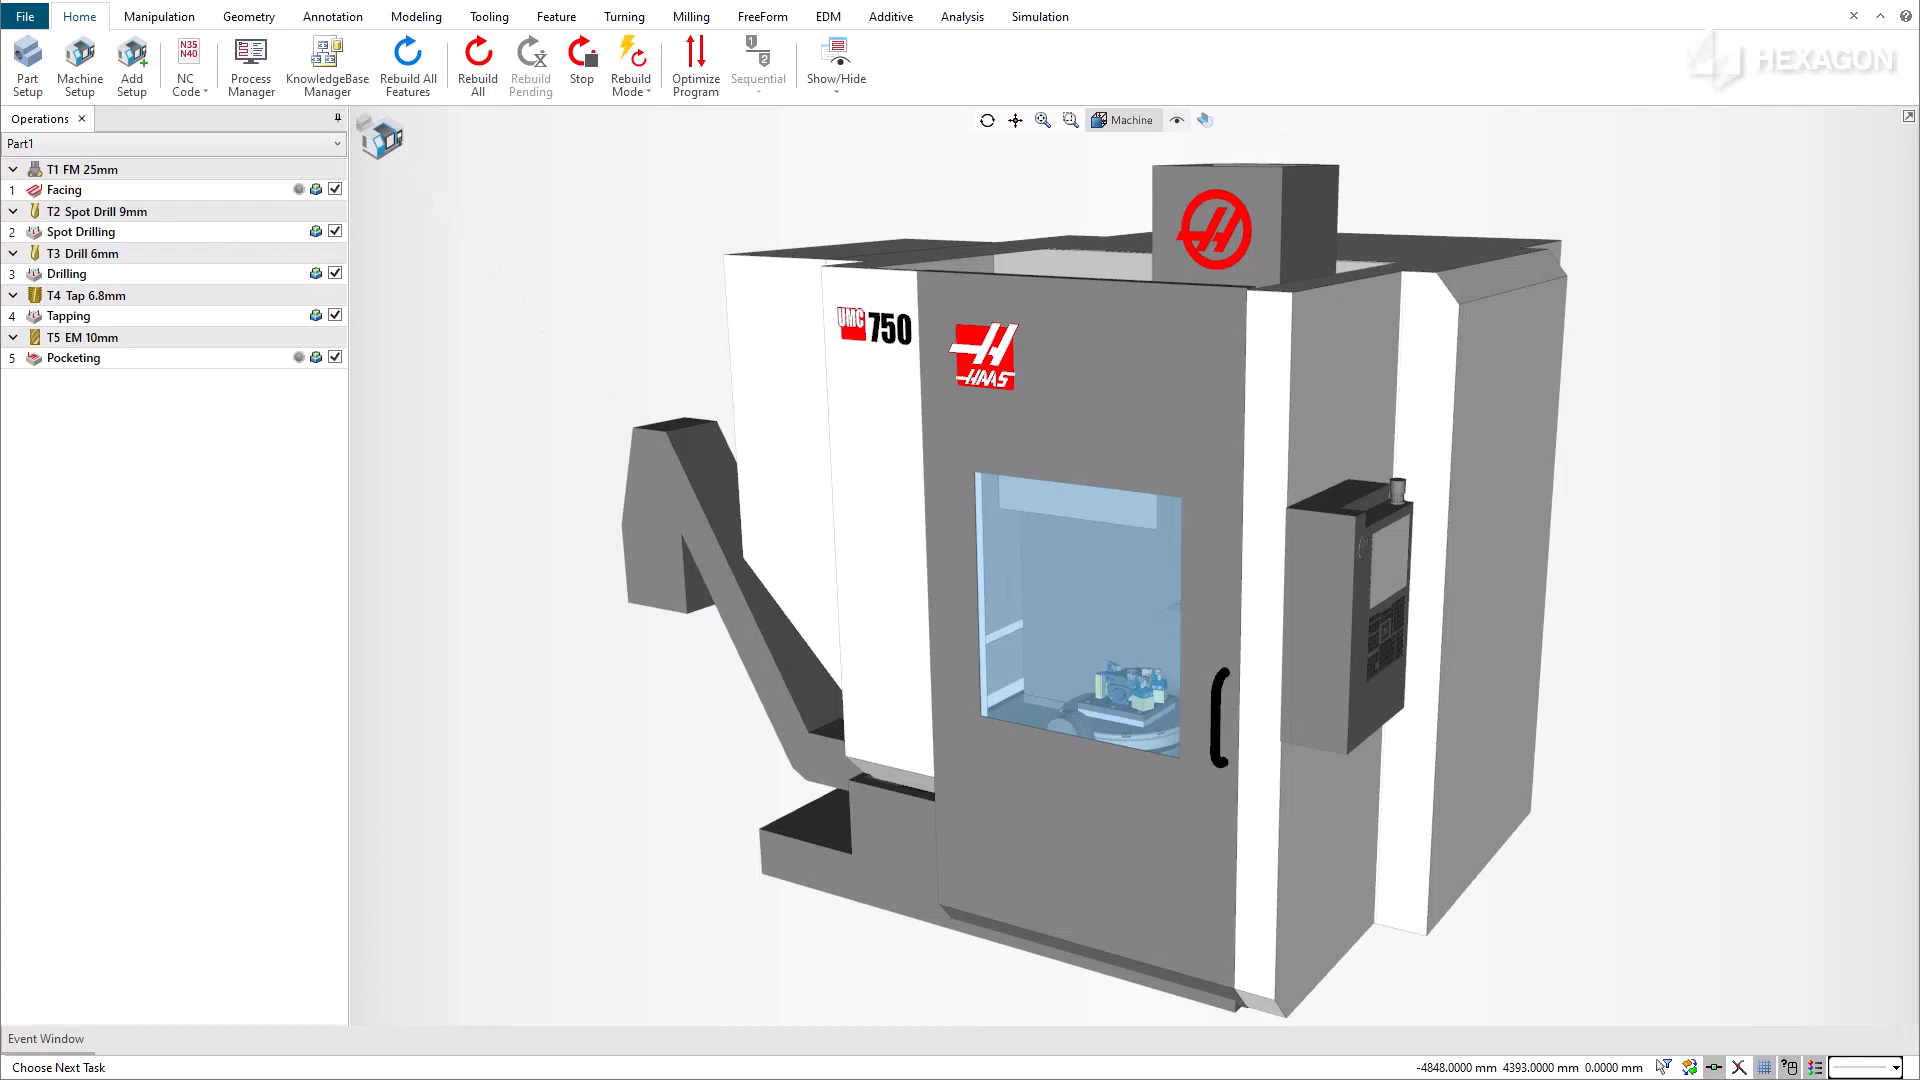 File Home Manipulation Geometry Annotation Modeling Tooling Feature Turning Milling FreeForm EDM Additive Analysis Simulation
Part Setup
Machine Setup
Add Setup
N35
N40
NC Code
Process Manager
KnowledgeBase Manager
Rebuild All Features
Rebuild All
Rebuild Pending
Stop
Rebuild Mode
Optimize Program
1
2
Sequential
Show/Hide
HEXAGON
Operations
Machine
Part1
T1 FM 25mm
1 Facing
T2 Spot Drill 9mm
2 Spot Drilling
T3 Drill 6mm
3 Drilling
T4 Tap 6.8mm
4 Tapping
T5 EM 10mm
5 Pocketing
UMC 750
HAAS
Event Window
Choose Next Task
-4848.0000 mm 4393.0000 mm 0.0000 mm